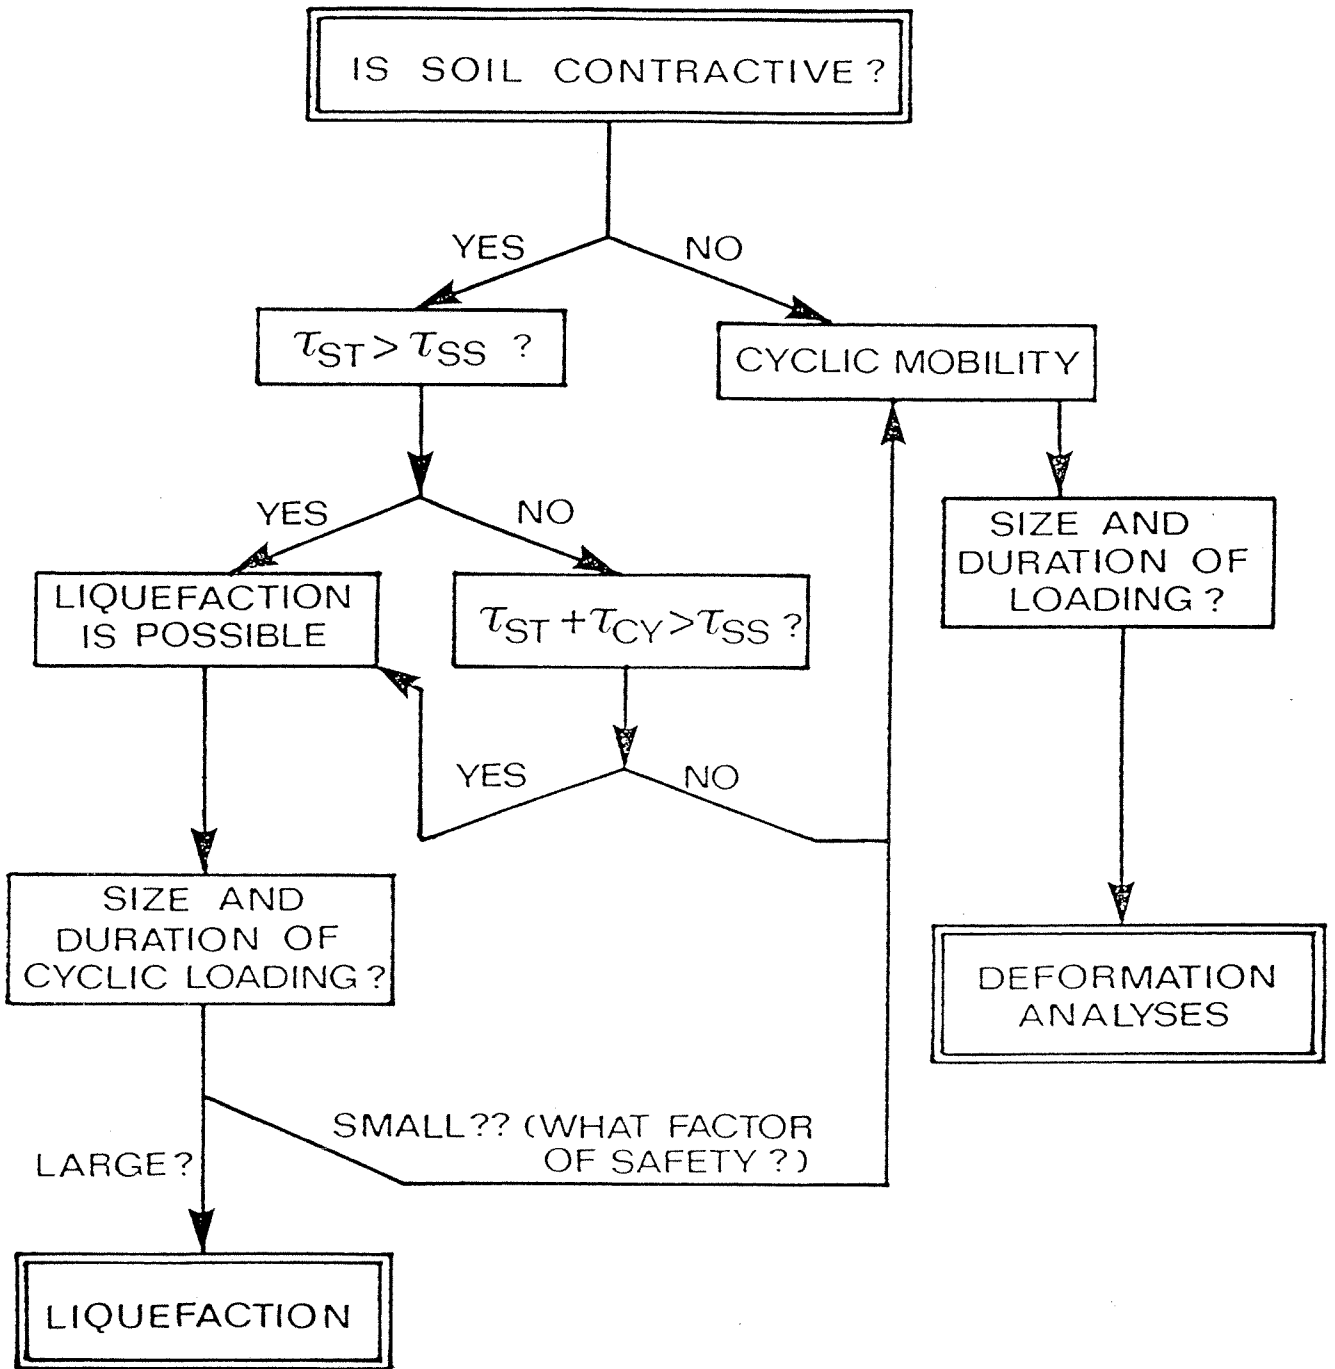 IS SOIL CONTRACTIVE?
YES
NO
τST > τSS ?
CYCLIC MOBILITY
YES
NO
SIZE AND
DURATION OF
LOADING?
LIQUEFACTION
IS POSSIBLE
τST + τCY > τSS ?
YES
NO
SIZE AND
DURATION OF
CYCLIC LOADING?
DEFORMATION
ANALYSES
SMALL?? (WHAT FACTOR
OF SAFETY?)
LARGE?
LIQUEFACTION